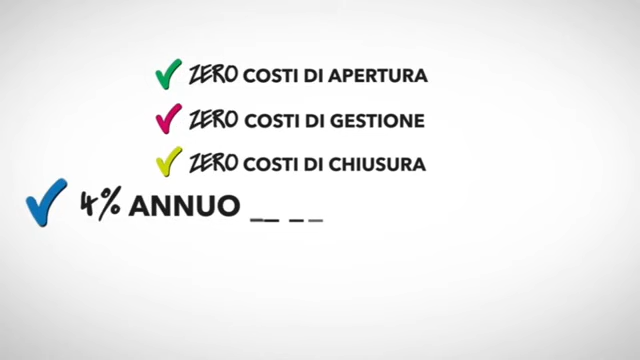 ZERO COSTI DI APERTURA
ZERO COSTI DI GESTIONE
ZERO COSTI DI CHIUSURA
4% ANNUO